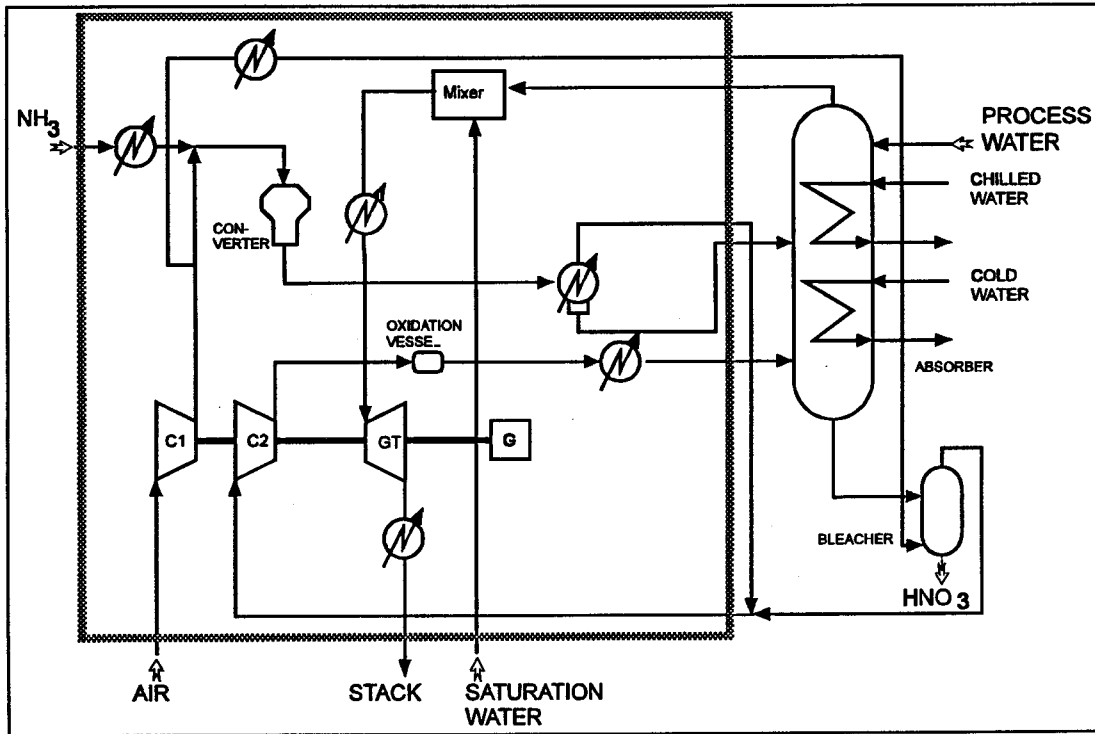 Mixer
NH3
PROCESS
WATER
CHILLED
WATER
CON-
VERTER
COLD
WATER
OXIDATION
VESSE_
ABSORBER
C1
C2
GT
G
BLEACHER
HNO3
AIR
STACK
SATURATION
WATER